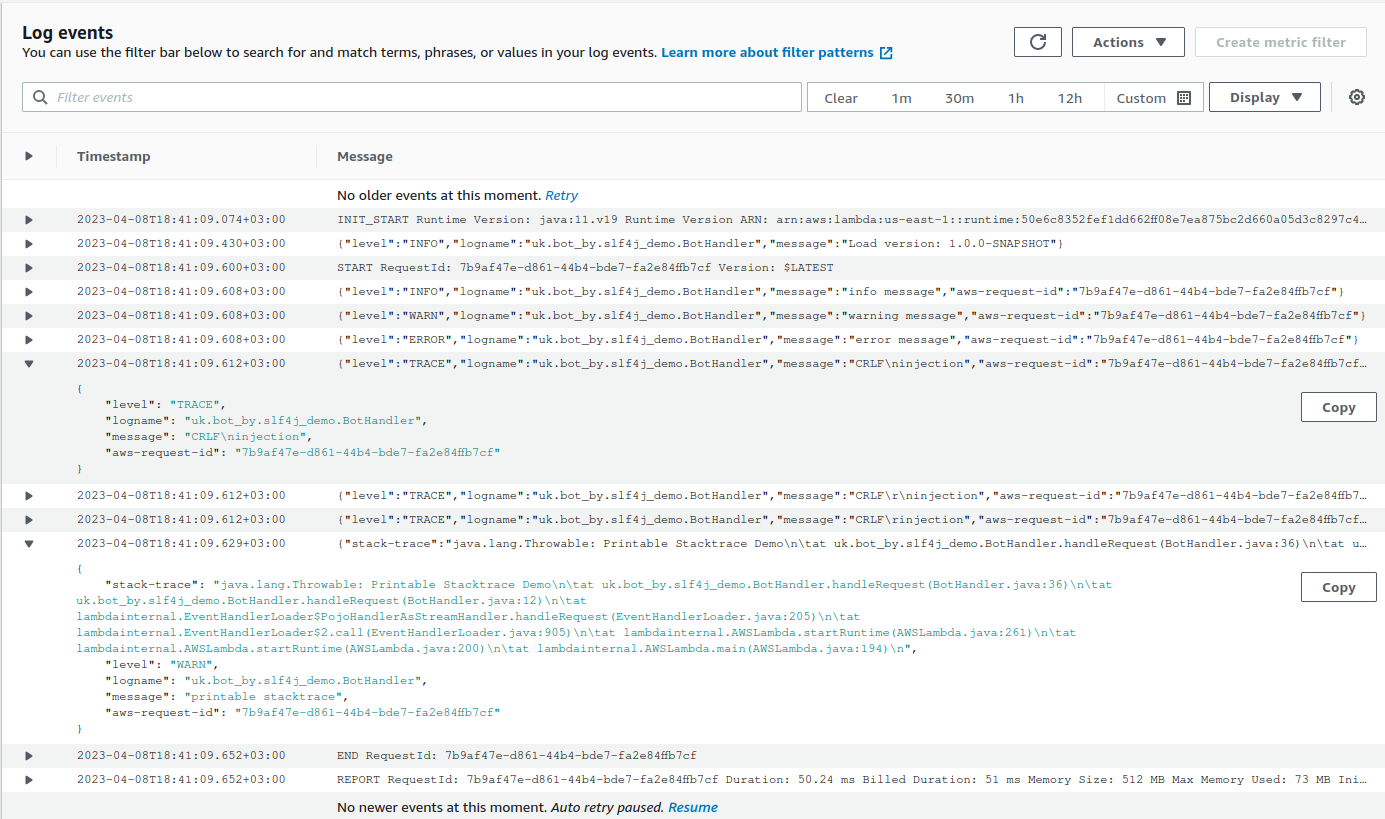 Log events
You can use the filter bar below to search for and match terms, phrases, or values in your log events. Learn more about filter patterns
Actions
Create metric filter
Filter events
Clear 1m 30m 1h 12h Custom
Display
Timestamp Message
No older events at this moment. Retry
2023-04-08T18:41:09.074+03:00 INIT_START Runtime Version: java:11.v19 Runtime Version ARN: arn:aws:lambda:us-east-1::runtime:50e6c8352fef1dd662ff08e7ea875bc2d660a05d3c8297c4…
2023-04-08T18:41:09.430+03:00 {"level":"INFO","logname":"uk.bot_by.slf4j_demo.BotHandler","message":"Load version: 1.0.0-SNAPSHOT"}
2023-04-08T18:41:09.600+03:00 START RequestId: 7b9af47e-d861-44b4-bde7-fa2e84ffb7cf Version: $LATEST
2023-04-08T18:41:09.608+03:00 {"level":"INFO","logname":"uk.bot_by.slf4j_demo.BotHandler","message":"info message","aws-request-id":"7b9af47e-d861-44b4-bde7-fa2e84ffb7cf"}
2023-04-08T18:41:09.608+03:00 {"level":"WARN","logname":"uk.bot_by.slf4j_demo.BotHandler","message":"warning message","aws-request-id":"7b9af47e-d861-44b4-bde7-fa2e84ffb7cf"}
2023-04-08T18:41:09.608+03:00 {"level":"ERROR","logname":"uk.bot_by.slf4j_demo.BotHandler","message":"error message","aws-request-id":"7b9af47e-d861-44b4-bde7-fa2e84ffb7cf"}
2023-04-08T18:41:09.612+03:00 {"level":"TRACE","logname":"uk.bot_by.slf4j_demo.BotHandler","message":"CRLF\ninjection","aws-request-id":"7b9af47e-d861-44b4-bde7-fa2e84ffb7cf…
{
"level": "TRACE",
"logname": "uk.bot_by.slf4j_demo.BotHandler",
"message": "CRLF\ninjection",
"aws-request-id": "7b9af47e-d861-44b4-bde7-fa2e84ffb7cf"
}
Copy
2023-04-08T18:41:09.612+03:00 {"level":"TRACE","logname":"uk.bot_by.slf4j_demo.BotHandler","message":"CRLF\r\ninjection","aws-request-id":"7b9af47e-d861-44b4-bde7-fa2e84ffb7…
2023-04-08T18:41:09.612+03:00 {"level":"TRACE","logname":"uk.bot_by.slf4j_demo.BotHandler","message":"CRLF\rinjection","aws-request-id":"7b9af47e-d861-44b4-bde7-fa2e84ffb7cf…
2023-04-08T18:41:09.629+03:00 {"stack-trace":"java.lang.Throwable: Printable Stacktrace Demo\n\tat uk.bot_by.slf4j_demo.BotHandler.handleRequest(BotHandler.java:36)\n\tat u…
{
"stack-trace": "java.lang.Throwable: Printable Stacktrace Demo\n\tat uk.bot_by.slf4j_demo.BotHandler.handleRequest(BotHandler.java:36)\n\tat
uk.bot_by.slf4j_demo.BotHandler.handleRequest(BotHandler.java:12)\n\tat
lambdainternal.EventHandlerLoader$PojoHandlerAsStreamHandler.handleRequest(EventHandlerLoader.java:205)\n\tat
lambdainternal.EventHandlerLoader$2.call(EventHandlerLoader.java:905)\n\tat lambdainternal.AWSLambda.startRuntime(AWSLambda.java:261)\n\tat
lambdainternal.AWSLambda.startRuntime(AWSLambda.java:200)\n\tat lambdainternal.AWSLambda.main(AWSLambda.java:194)\n",
"level": "WARN",
"logname": "uk.bot_by.slf4j_demo.BotHandler",
"message": "printable stacktrace",
"aws-request-id": "7b9af47e-d861-44b4-bde7-fa2e84ffb7cf"
}
Copy
2023-04-08T18:41:09.652+03:00 END RequestId: 7b9af47e-d861-44b4-bde7-fa2e84ffb7cf
2023-04-08T18:41:09.652+03:00 REPORT RequestId: 7b9af47e-d861-44b4-bde7-fa2e84ffb7cf Duration: 50.24 ms Billed Duration: 51 ms Memory Size: 512 MB Max Memory Used: 73 MB Ini…
No newer events at this moment. Auto retry paused. Resume